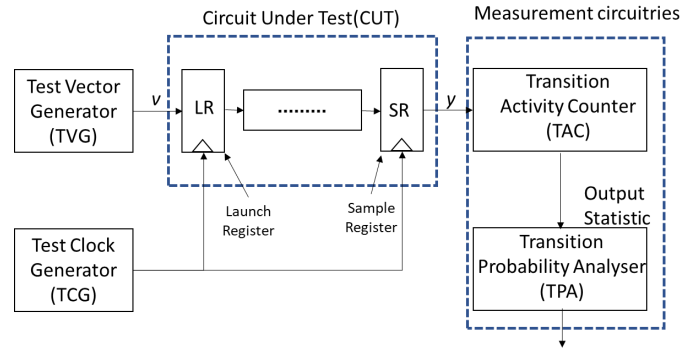 Circuit Under Test(CUT)
Measurement circuitries
Test Vector
Generator
(TVG)
v
LR
.........
SR
y
Transition
Activity Counter
(TAC)
Launch
Register
Sample
Register
Output
Statistic
Test Clock
Generator
(TCG)
Transition
Probability Analyser
(TPA)